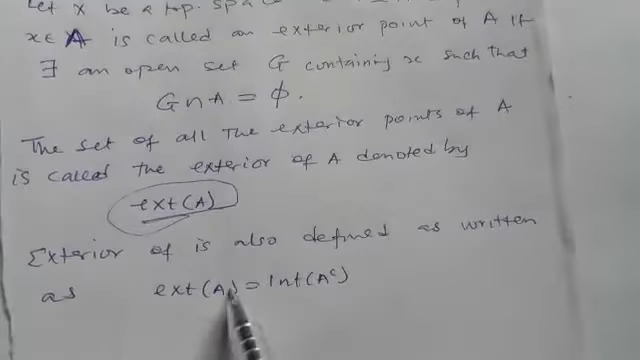 Let X be a top. space
x ∈ A is called an exterior point of A if
∃ an open set G containing x such that
G ∩ A = ϕ.
The set of all the exterior points of A
is called the exterior of A denoted by
ext(A)
Exterior of is also defined as written
as ext(A) = Int(Aᶜ)